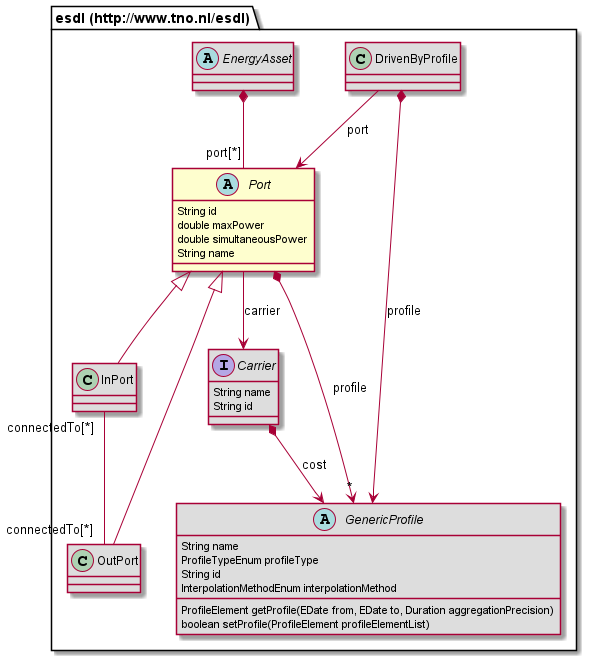 esdl (http://www.tno.nl/esdl)
A EnergyAsset
C DrivenByProfile
port
port[*]
A Port
String id
double maxPower
double simultaneousPower
String name
carrier
profile
C InPort
I Carrier
String name
String id
connectedTo[*]
profile
cost
*
connectedTo[*]
C OutPort
A GenericProfile
String name
ProfileTypeEnum profileType
String id
InterpolationMethodEnum interpolationMethod
ProfileElement getProfile(EDate from, EDate to, Duration aggregationPrecision)
boolean setProfile(ProfileElement profileElementList)